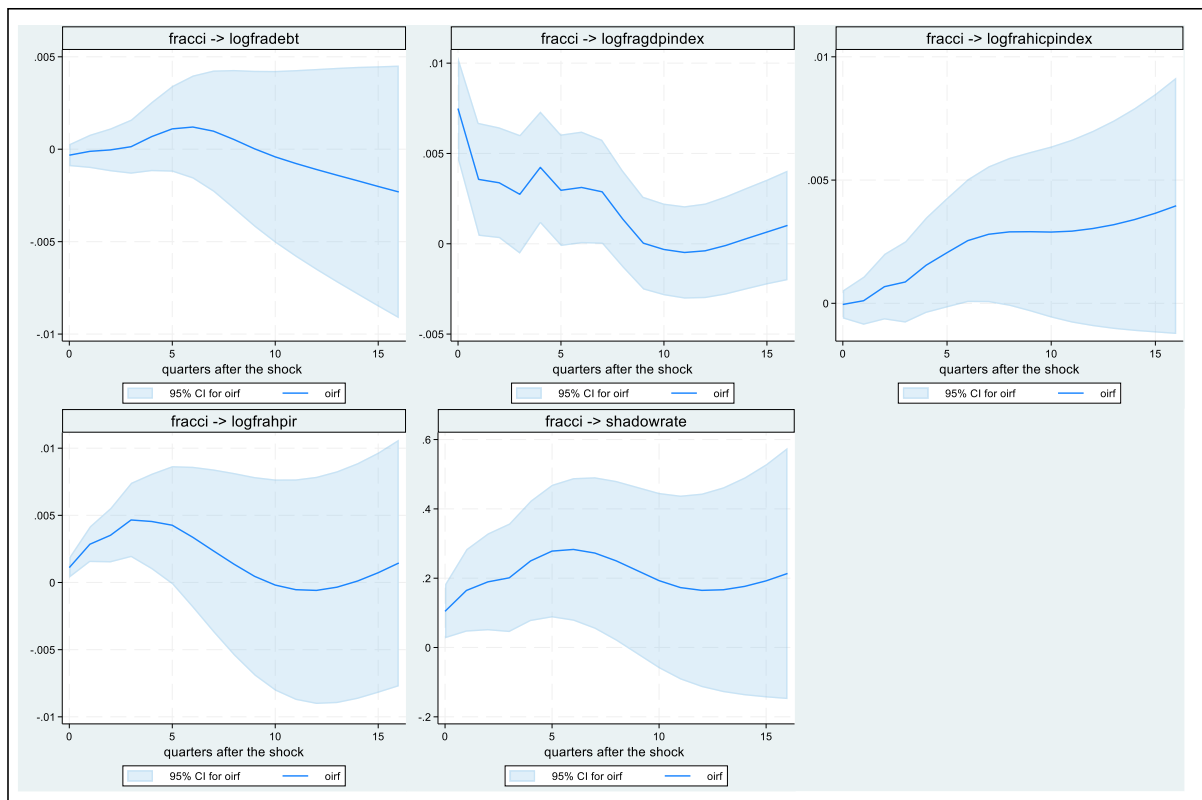 fracci -> logfradebt
.005
0
-.005
-.01
0 5 10 15
quarters after the shock
95% CI for oirf oirf
fracci -> logfragdpindex
.01
.005
0
-.005
0 5 10 15
quarters after the shock
95% CI for oirf oirf
fracci -> logfrahicpindex
.01
.005
0
0 5 10 15
quarters after the shock
95% CI for oirf oirf
fracci -> logfrahpir
.01
.005
0
-.005
-.01
0 5 10 15
quarters after the shock
95% CI for oirf oirf
fracci -> shadowrate
.6
.4
.2
0
-.2
0 5 10 15
quarters after the shock
95% CI for oirf oirf